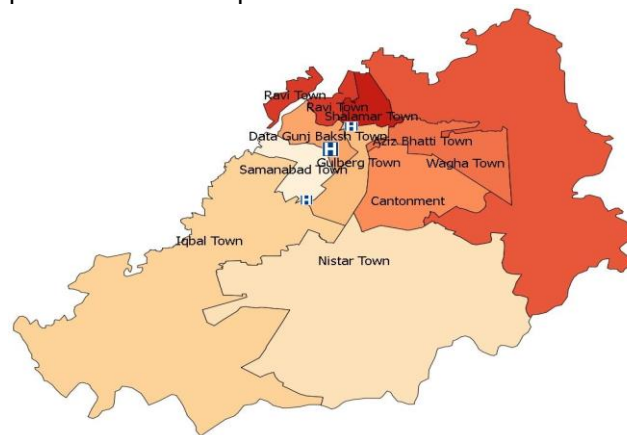 Ravi Town
Ravi Town
Shalamar Town
H
Data Gunj Baksh Town
Aziz Bhatti Town
H
Gulberg Town
Wagha Town
Samanabad Town
Cantonment
H
Iqbal Town
Nistar Town